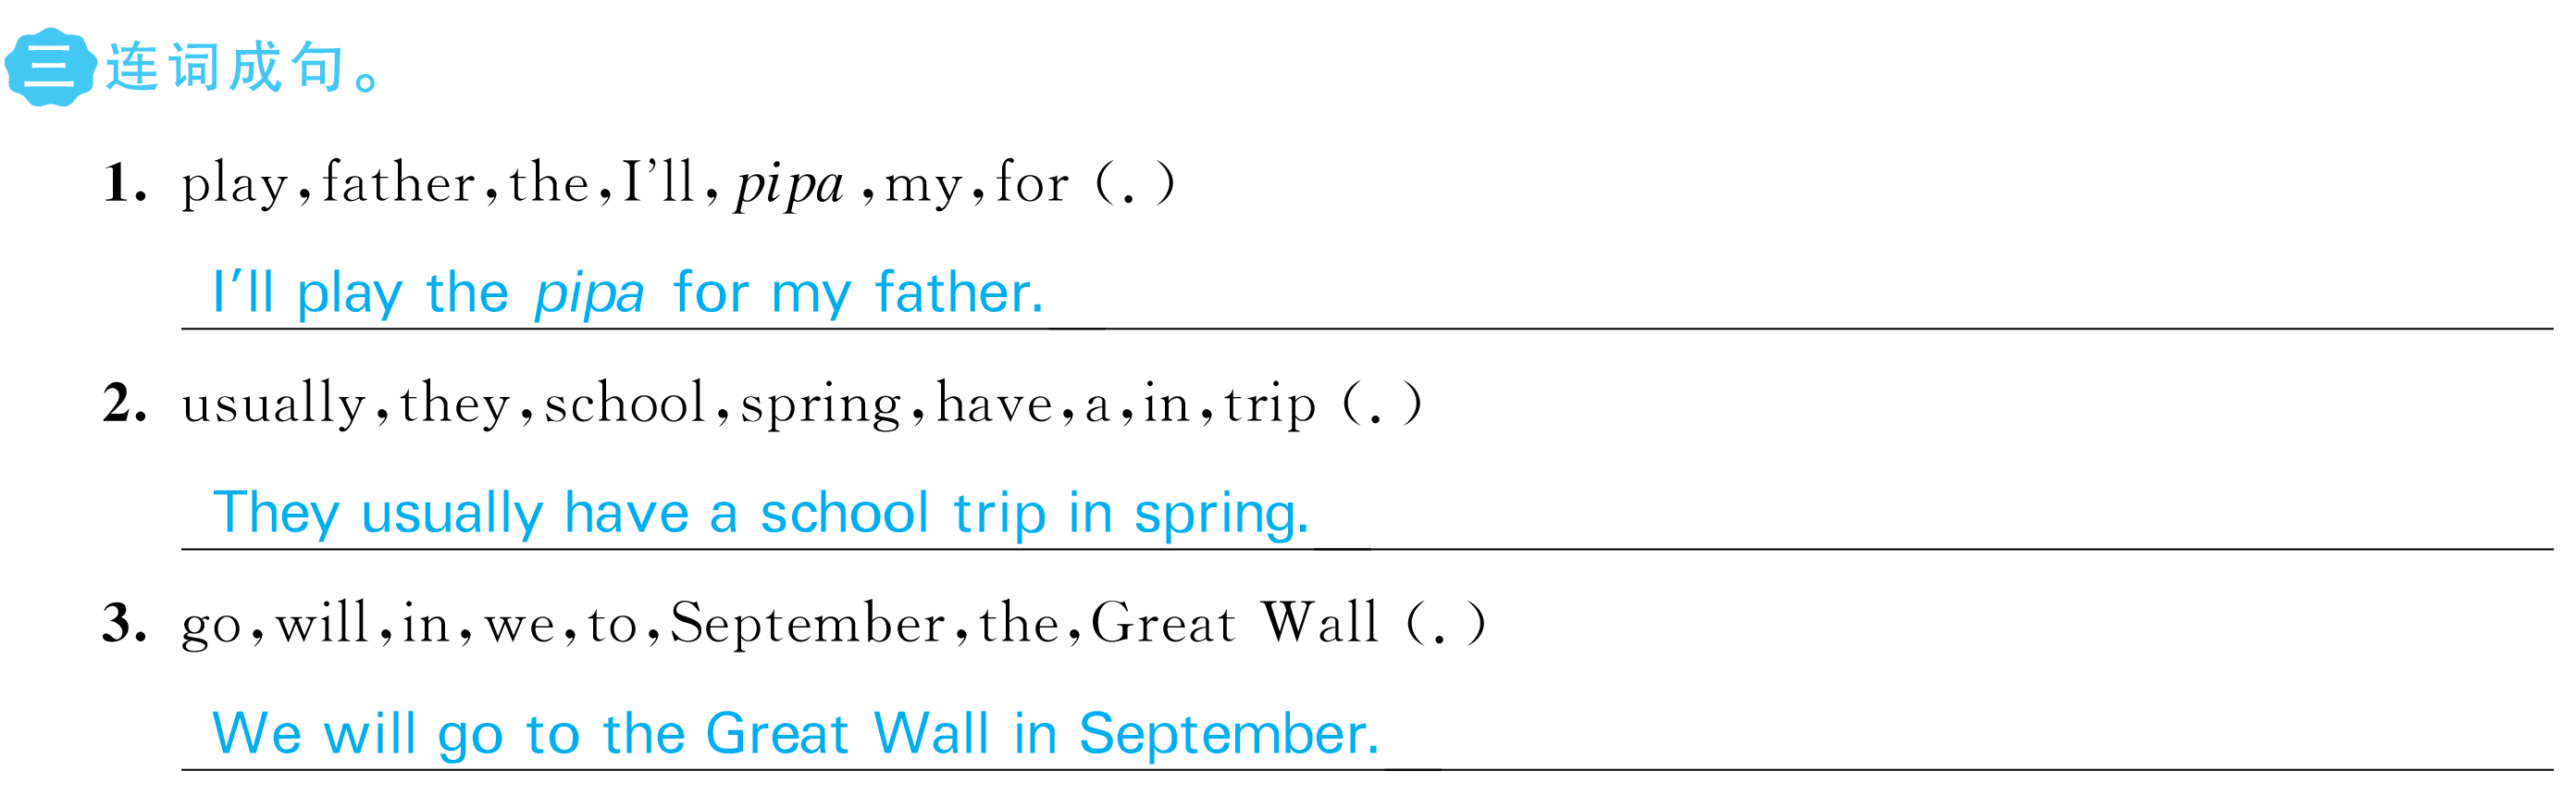 三 连词成句。
1. play,father,the,I'll,pipa,my,for (.)
I'll play the pipa for my father.
2. usually,they,school,spring,have,a,in,trip (.)
They usually have a school trip in spring.
3. go,will,in,we,to,September,the,Great Wall (.)
We will go to the Great Wall in September.